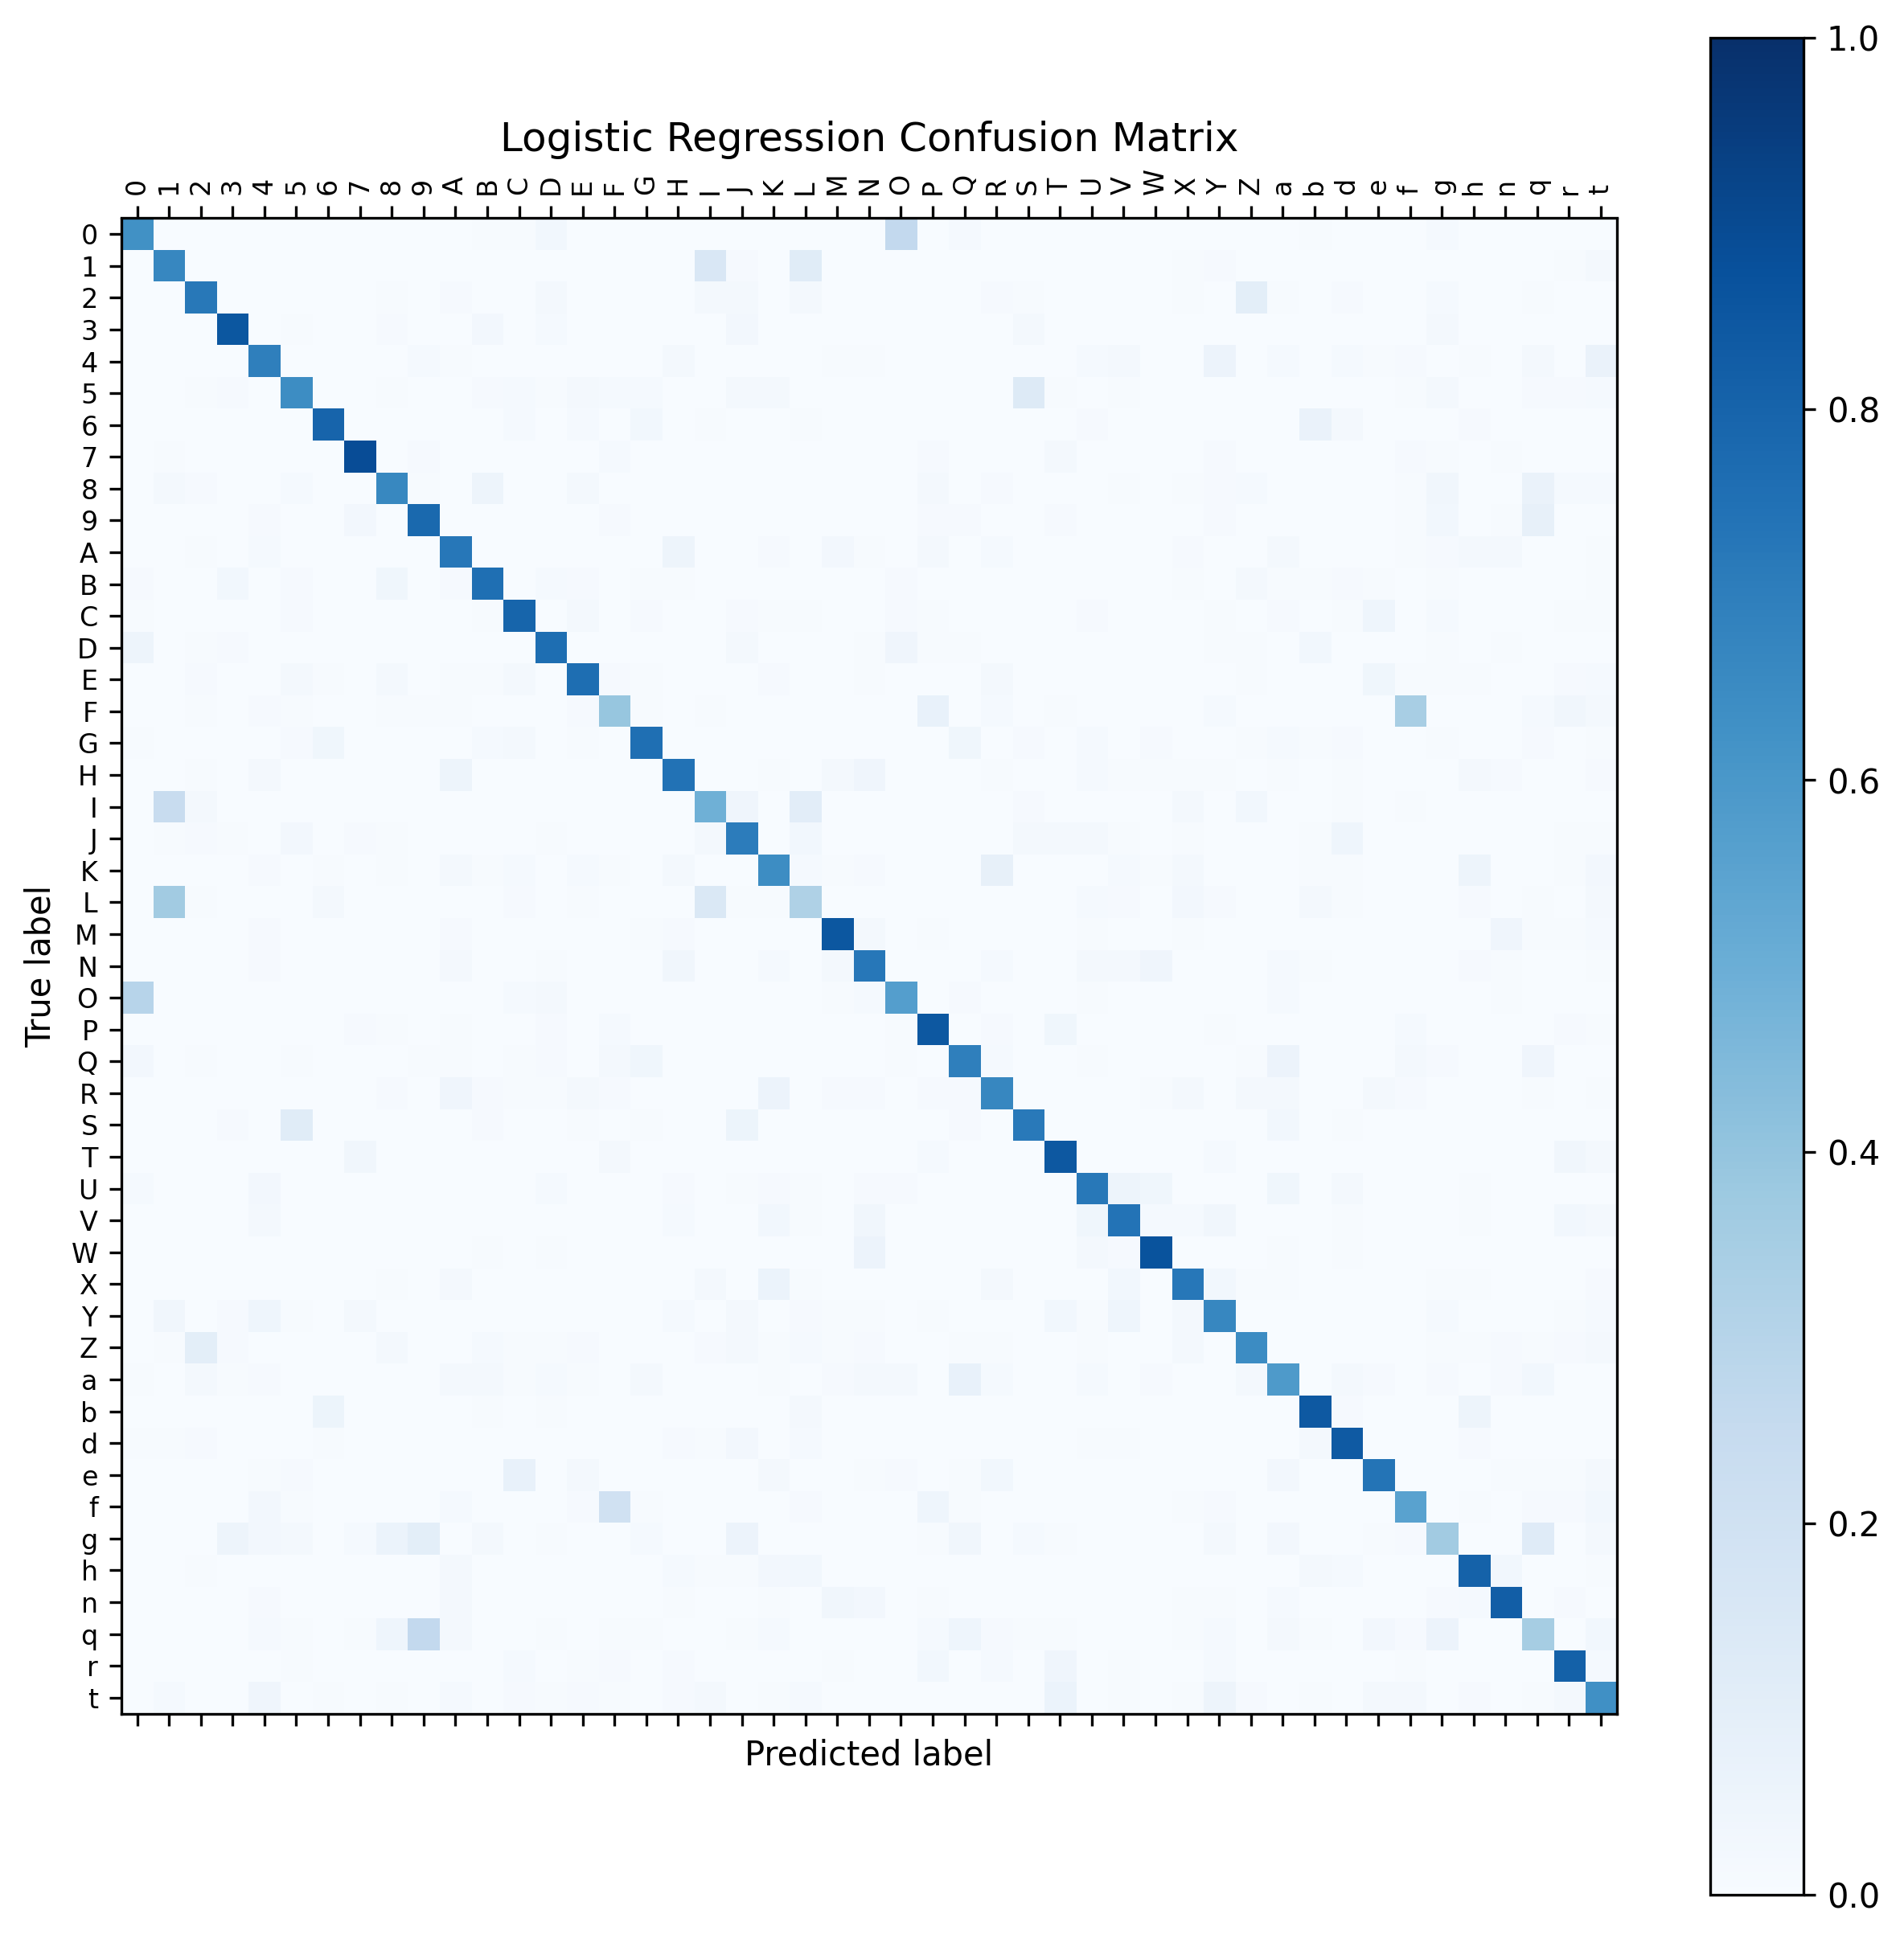 Logistic Regression Confusion Matrix
0 1 2 3 4 5 6 7 8 9 A B C D E F G H I J K L M N O P Q R S T U V W X Y Z a b d e f g h n q r t
0
1
2
3
4
5
6
7
8
9
A
B
C
D
E
F
G
H
I
J
K
L
M
N
O
P
Q
R
S
T
U
V
W
X
Y
Z
a
b
d
e
f
g
h
n
q
r
t
True label
Predicted label
1.0
0.8
0.6
0.4
0.2
0.0